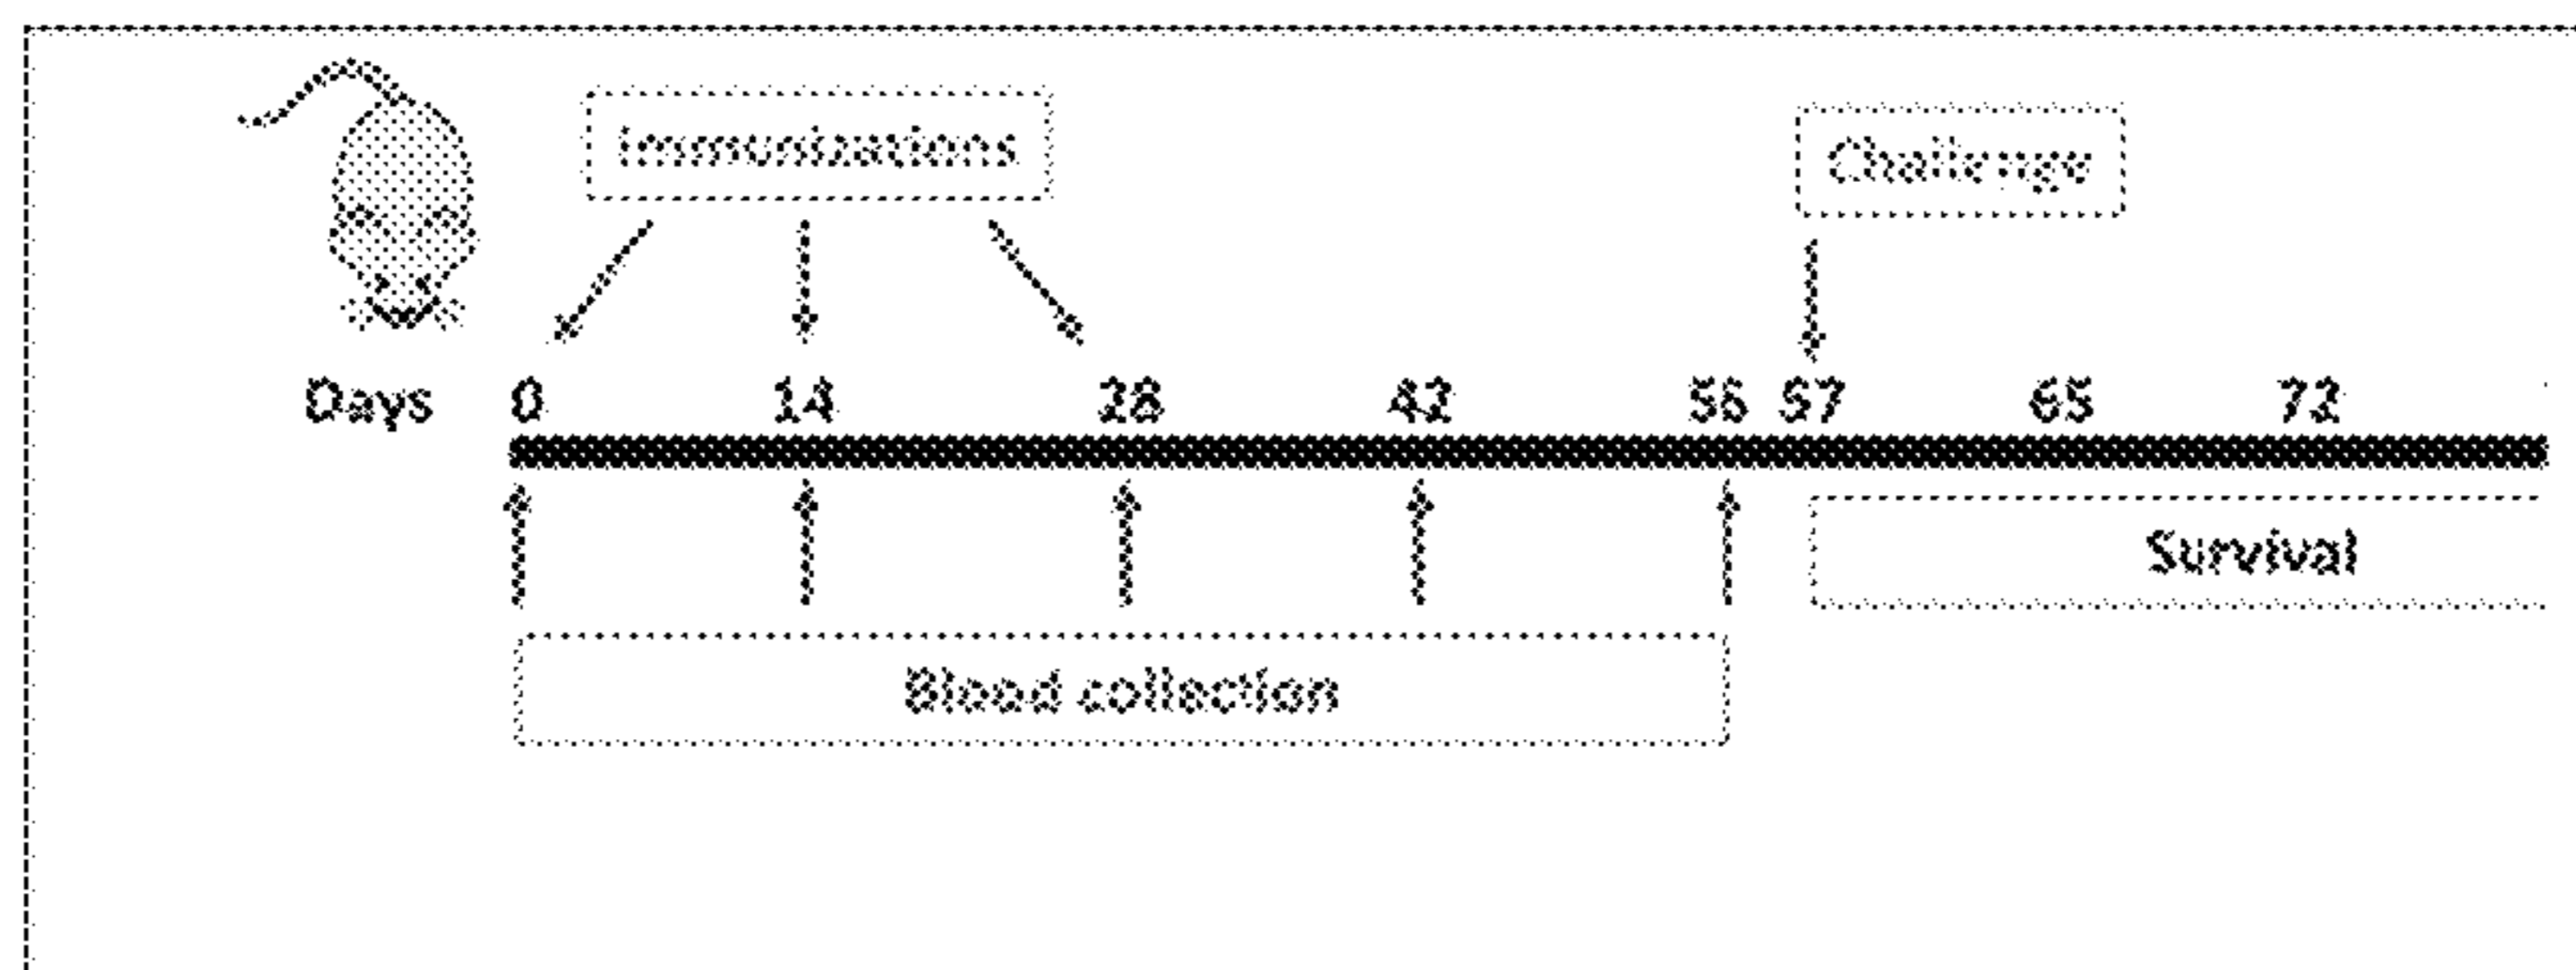 Immunizations
Challenge
Days 0 14 28 42 56 57 65 72
Survival
Blood collection